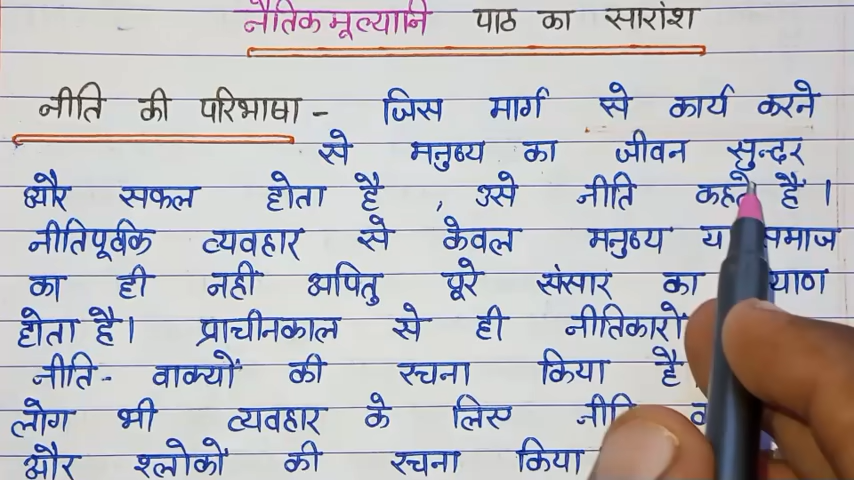 नैतिकमूल्यानि पाठ का सारांश
नीति की परिभाषा - जिस मार्ग से कार्य करने
से मनुष्य का जीवन सुन्दर
और सफल होता है , उसे नीति कहते है ।
नीतिपूर्वक व्यवहार से केवल मनुष्य या समाज
का ही नही अपितु पूरे संसार का
होता है। प्राचीनकाल से ही नीतिकारों
नीति - वाक्यों की रचना किया है
लोग भी व्यवहार के लिए
और श्लोकों की रचना किया